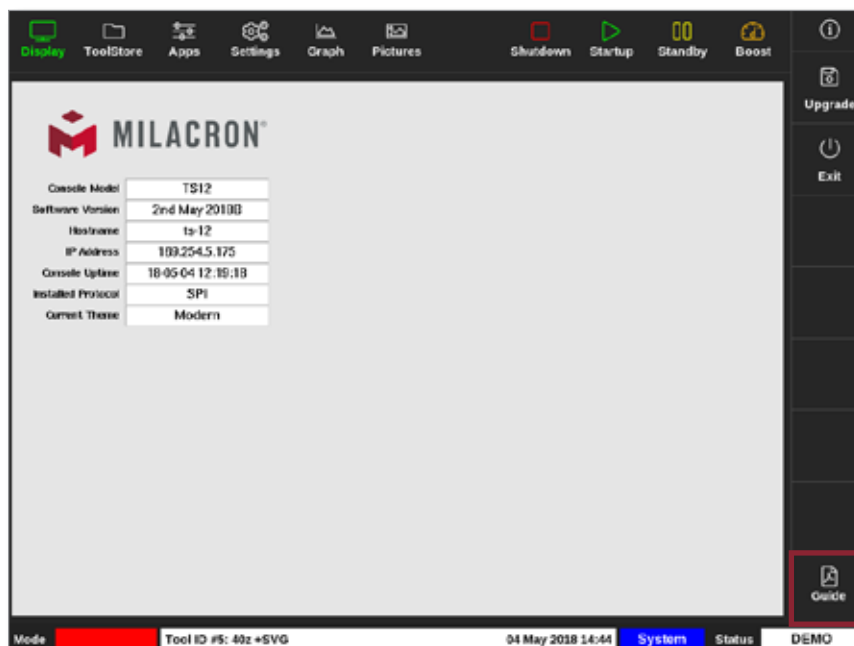 Display ToolStore Apps Settings Graph Pictures Shutdown Startup Standby Boost
Upgrade
Exit
MILACRON®
Console Model TS12
Software Version 2nd May 2018B
Hostname ts-12
IP Address 169.254.5.175
Console Uptime 18-05-04 12:19:18
Installed Protocol SPI
Current Theme Modern
Guide
Mode Tool ID #5: 40z +SVG 04 May 2018 14:44 System Status DEMO